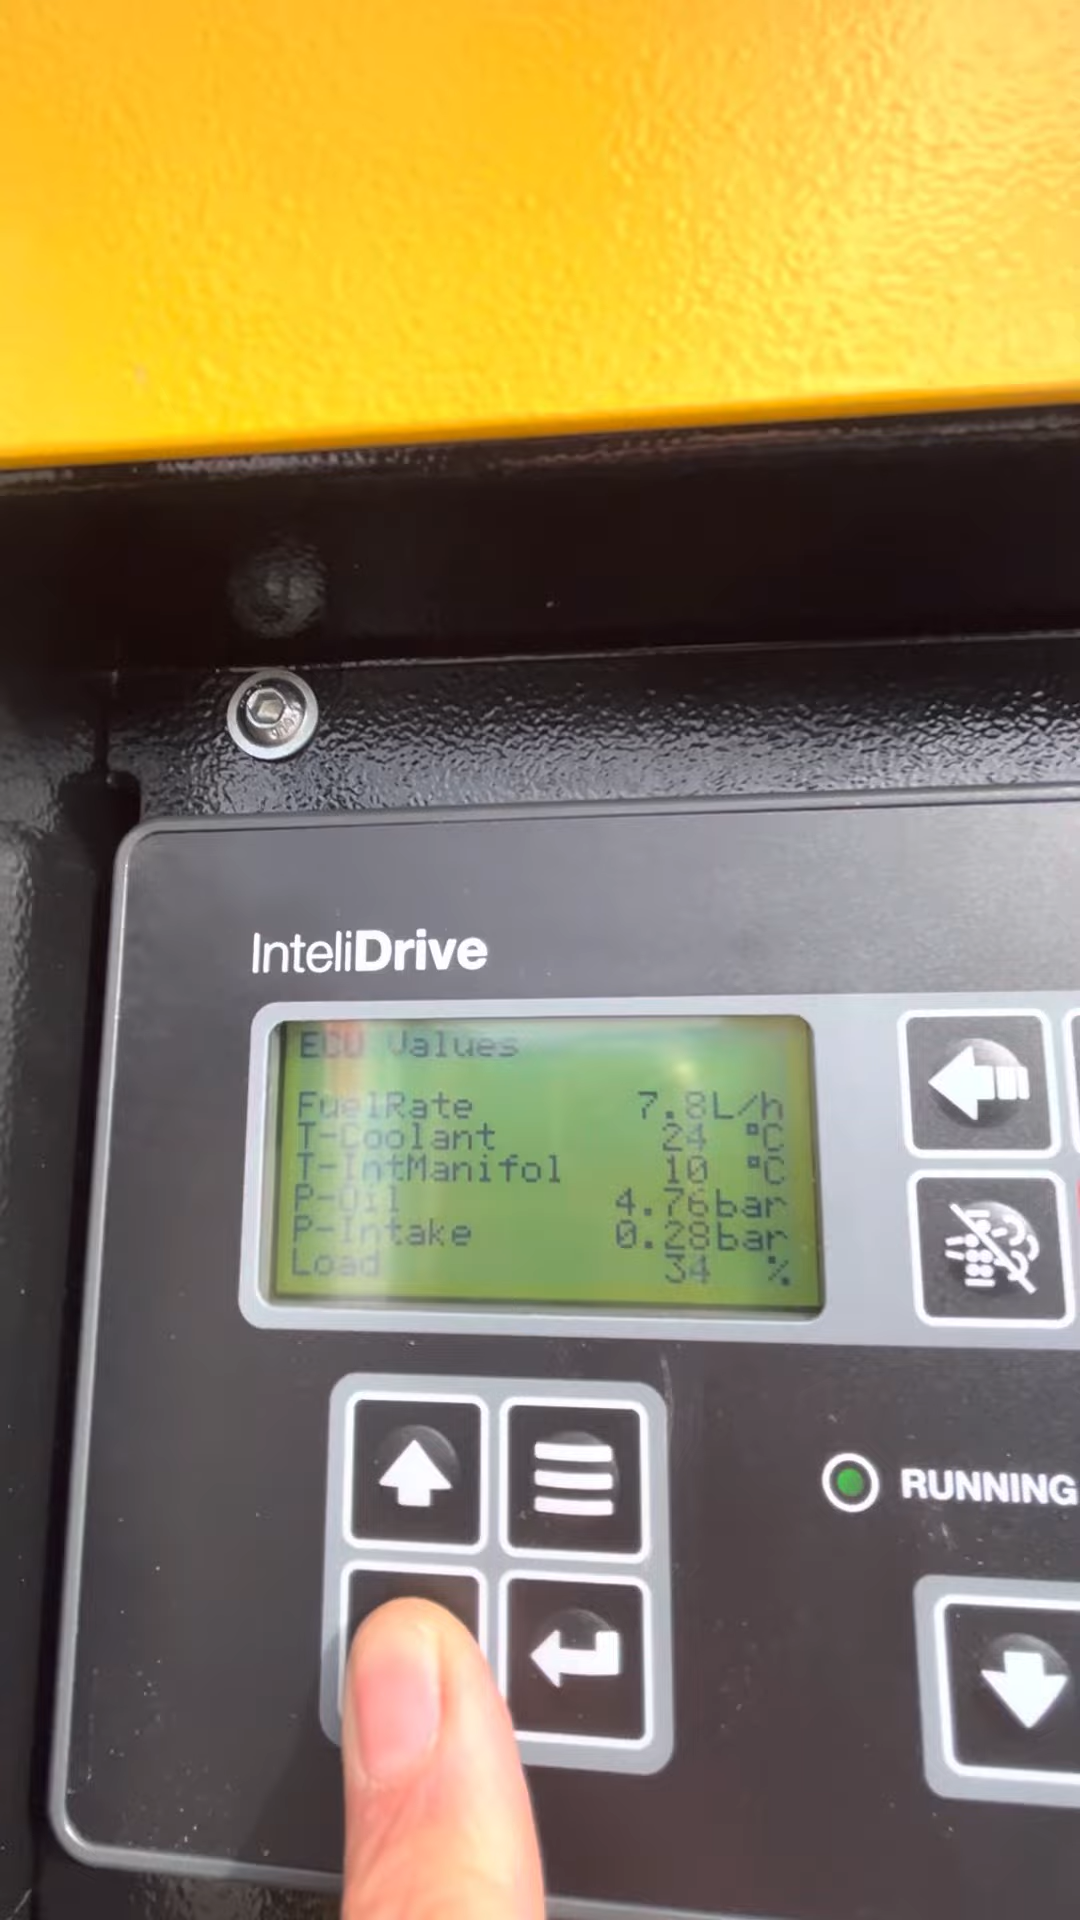 InteliDrive
ECU Values
FuelRate 7.8L/h
T-Coolant 24 °C
T-IntManifol 10 °C
P-Oil 4.76bar
P-Intake 0.28bar
Load 34 %
RUNNING